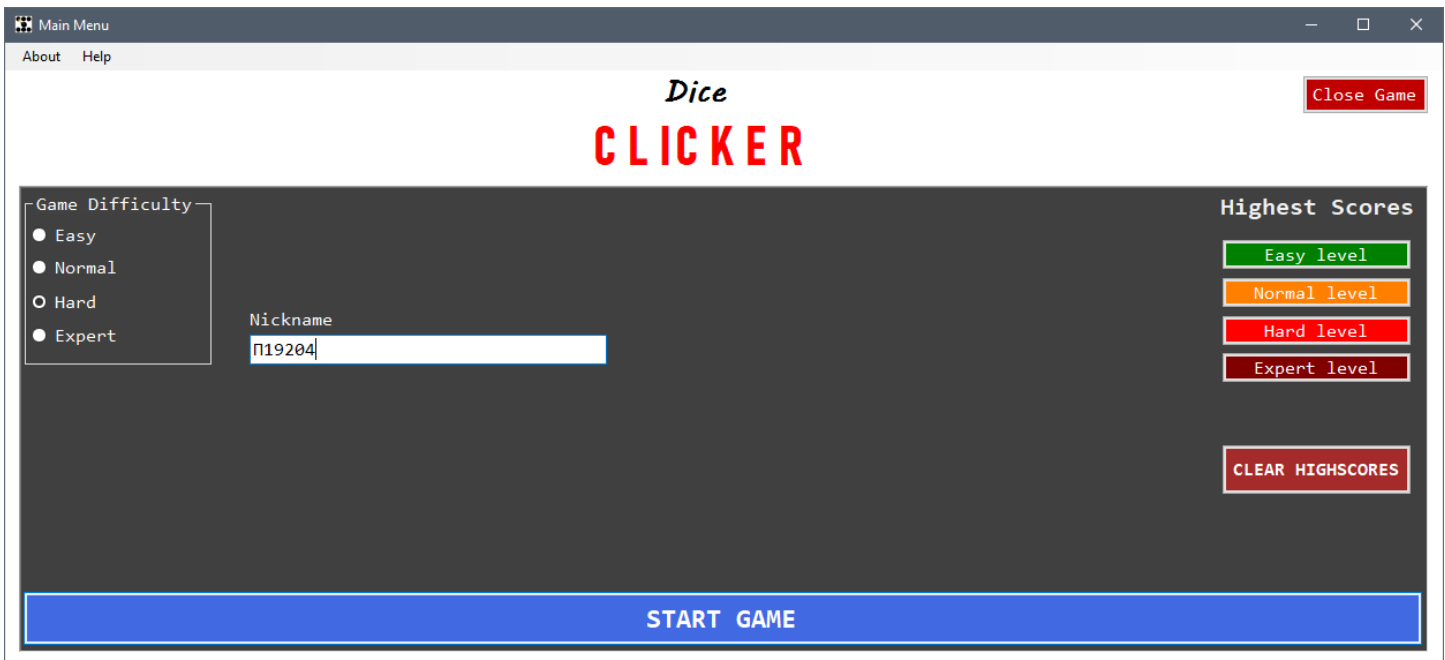 Main Menu
About Help
Dice
CLICKER
Close Game
Game Difficulty
Easy
Normal
Hard
Expert
Nickname
Π19204
Highest Scores
Easy level
Normal level
Hard level
Expert level
CLEAR HIGHSCORES
START GAME